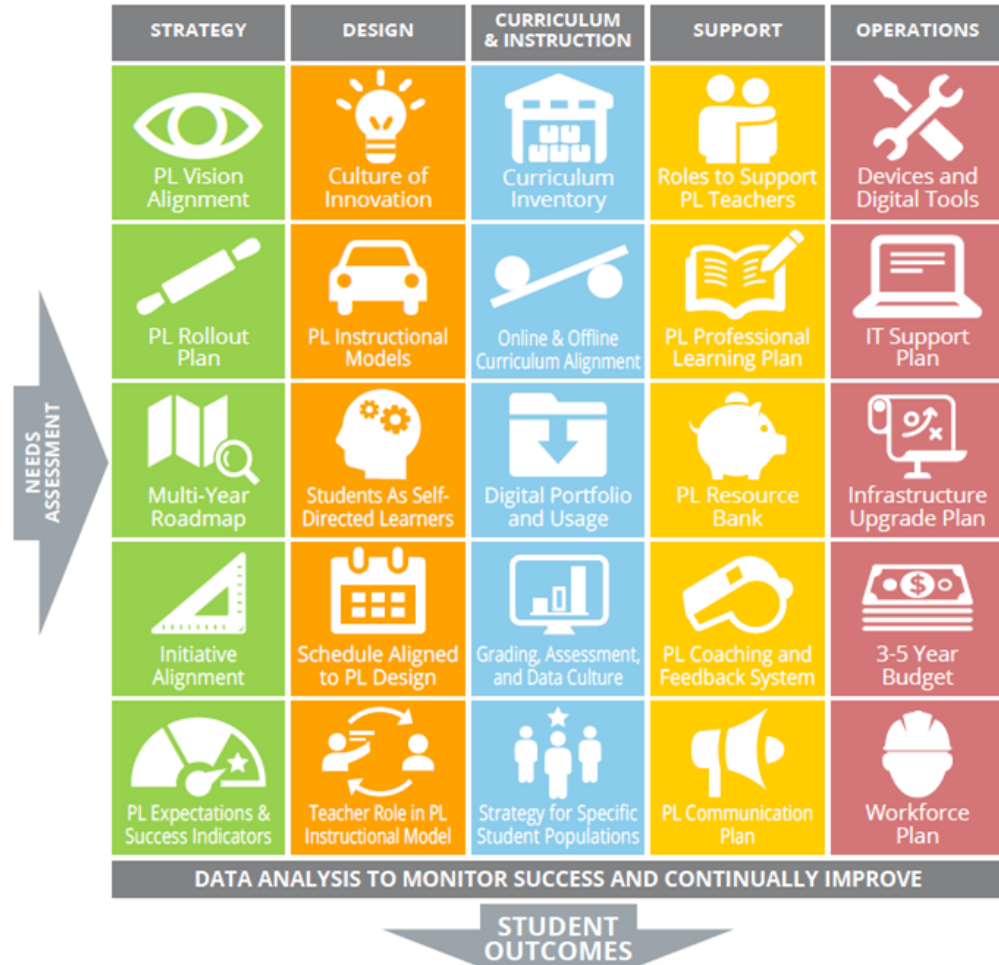 STRATEGY
DESIGN
CURRICULUM
& INSTRUCTION
SUPPORT
OPERATIONS
PL Vision
Alignment
Culture of
Innovation
Curriculum
Inventory
Roles to Support
PL Teachers
Devices and
Digital Tools
PL Rollout
Plan
PL Instructional
Models
Online & Offline
Curriculum Alignment
PL Professional
Learning Plan
IT Support
Plan
NEEDS
ASSESSMENT
Multi-Year
Roadmap
Students As Self-
Directed Learners
Digital Portfolio
and Usage
PL Resource
Bank
Infrastructure
Upgrade Plan
Initiative
Alignment
Schedule Aligned
to PL Design
Grading, Assessment,
and Data Culture
PL Coaching and
Feedback System
$
3-5 Year
Budget
PL Expectations &
Success Indicators
Teacher Role in PL
Instructional Model
Strategy for Specific
Student Populations
PL Communication
Plan
Workforce
Plan
DATA ANALYSIS TO MONITOR SUCCESS AND CONTINUALLY IMPROVE
STUDENT
OUTCOMES